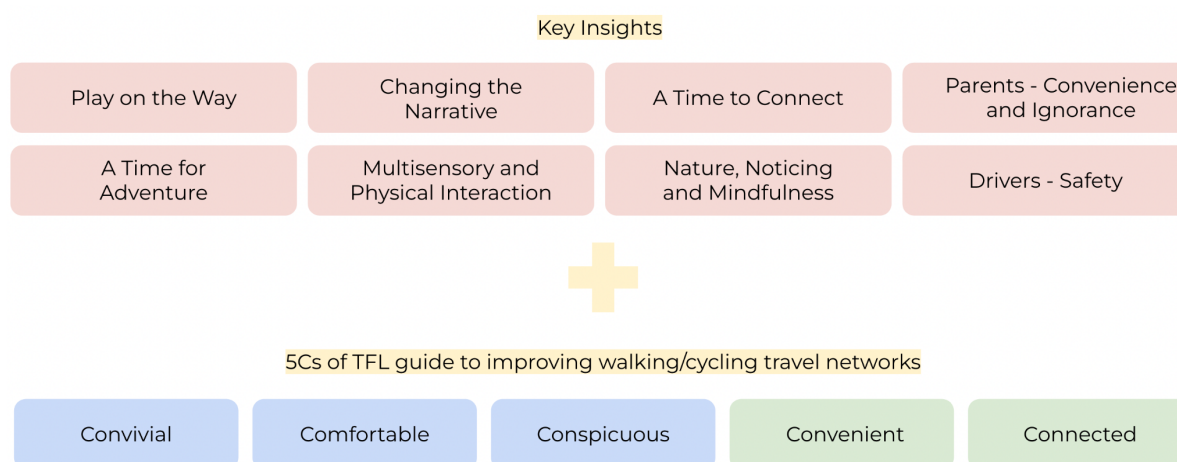 Key Insights
Play on the Way
Changing the
Narrative
A Time to Connect
Parents - Convenience
and Ignorance
A Time for
Adventure
Multisensory and
Physical Interaction
Nature, Noticing
and Mindfulness
Drivers - Safety
5Cs of TFL guide to improving walking/cycling travel networks
Convivial
Comfortable
Conspicuous
Convenient
Connected